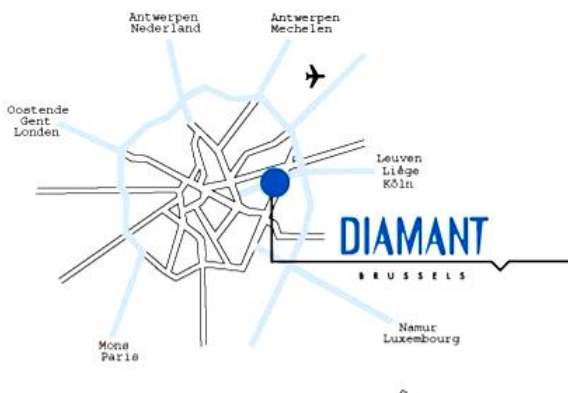 Antwerpen
Nederland
Antwerpen
Mechelen
Oostende
Gent
Londen
Leuven
Liège
Köln
DIAMANT
BRUSSELS
Namur
Luxembourg
Mons
Paris